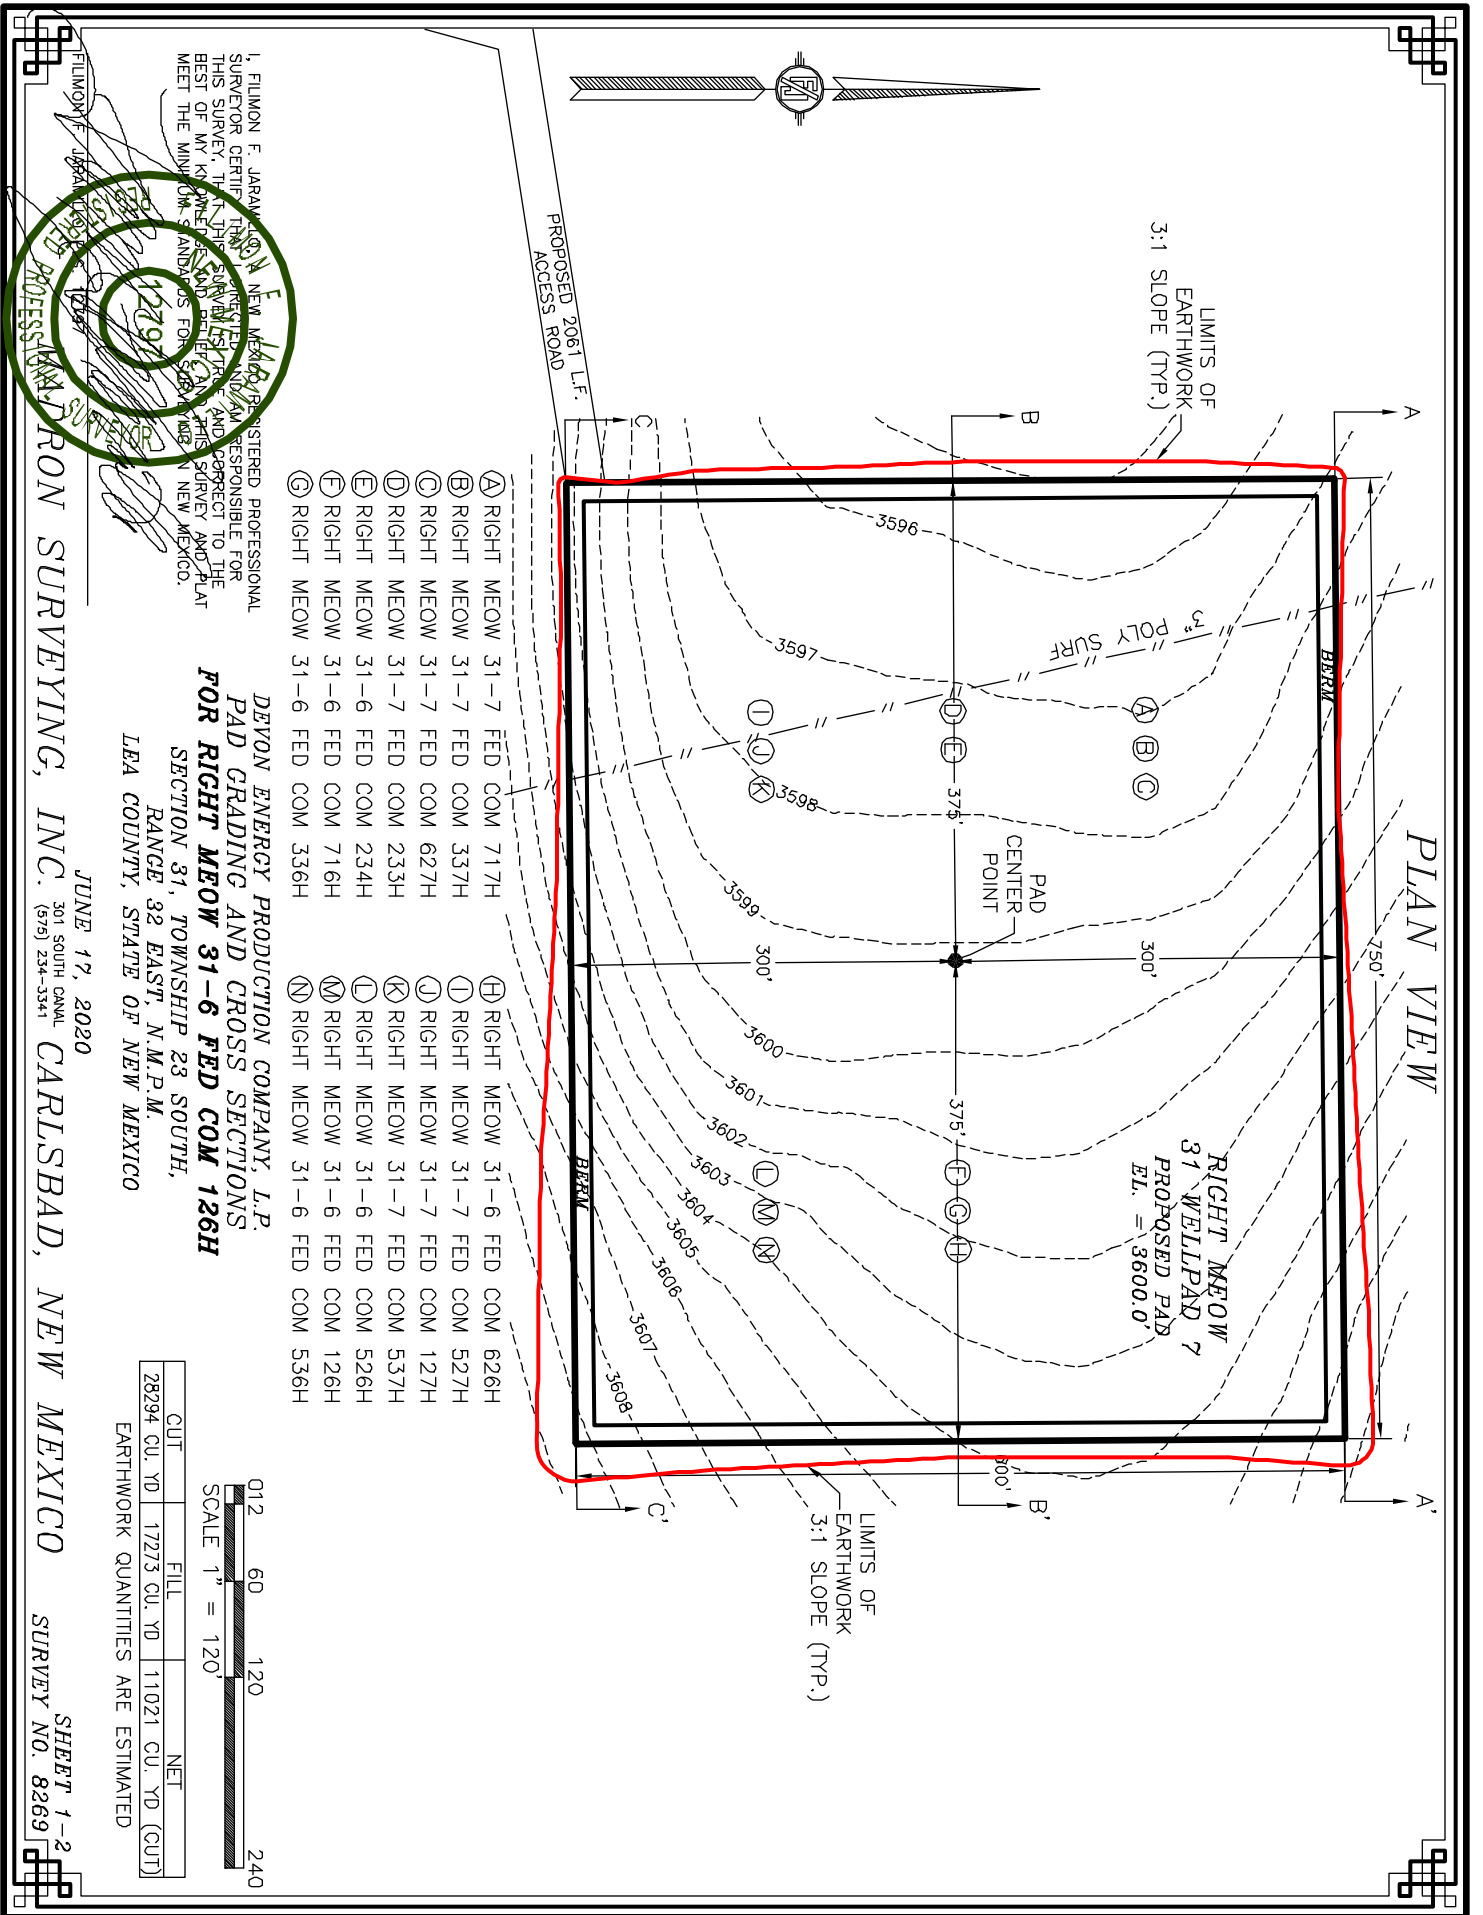 PLAN VIEW
A
A'
B
B'
C
C'
750'
LIMITS OF
EARTHWORK
3:1 SLOPE (TYP.)
BERM
3" POLY SURF
3596
3597
3598
3599
3600
3601
3602
3603
3604
3605
3606
3607
3608
RIGHT MEOW
31 WELLPAD 7
PROPOSED PAD
EL. = 3600.0'
A B C
D E
I J K
F G H
L M N
375'
375'
300'
300'
PAD
CENTER
POINT
BERM
LIMITS OF
EARTHWORK
3:1 SLOPE (TYP.)
PROPOSED 2061 L.F.
ACCESS ROAD
A RIGHT MEOW 31-7 FED COM 717H
B RIGHT MEOW 31-7 FED COM 337H
C RIGHT MEOW 31-7 FED COM 627H
D RIGHT MEOW 31-7 FED COM 233H
E RIGHT MEOW 31-6 FED COM 234H
F RIGHT MEOW 31-6 FED COM 716H
G RIGHT MEOW 31-6 FED COM 336H
H RIGHT MEOW 31-6 FED COM 626H
I RIGHT MEOW 31-7 FED COM 527H
J RIGHT MEOW 31-7 FED COM 127H
K RIGHT MEOW 31-7 FED COM 537H
L RIGHT MEOW 31-6 FED COM 526H
M RIGHT MEOW 31-6 FED COM 126H
N RIGHT MEOW 31-6 FED COM 536H
I, FILIMON F. JARAMILLO, A NEW MEXICO REGISTERED PROFESSIONAL
SURVEYOR CERTIFY THAT I DIRECTED AND AM RESPONSIBLE FOR
THIS SURVEY, THAT THIS SURVEY IS TRUE AND CORRECT TO THE
BEST OF MY KNOWLEDGE AND BELIEF, AND THIS SURVEY AND PLAT
MEET THE MINIMUM STANDARDS FOR SURVEYING IN NEW MEXICO.
FILIMON F. JARAMILLO, PLS. 12797
FILIMON F. JARAMILLO
NEW MEXICO
12797
REGISTERED PROFESSIONAL SURVEYOR
DEVON ENERGY PRODUCTION COMPANY, L.P.
PAD GRADING AND CROSS SECTIONS
FOR RIGHT MEOW 31-6 FED COM 126H
SECTION 31, TOWNSHIP 23 SOUTH,
RANGE 32 EAST, N.M.P.M.
LEA COUNTY, STATE OF NEW MEXICO
JUNE 17, 2020
012 60 120 240
SCALE 1" = 120'
CUT FILL NET
28294 CU. YD 17273 CU. YD 11021 CU. YD (CUT)
EARTHWORK QUANTITIES ARE ESTIMATED
MADRON SURVEYING, INC. 301 SOUTH CANAL (575) 234-3341 CARLSBAD, NEW MEXICO
SHEET 1-2
SURVEY NO. 8269